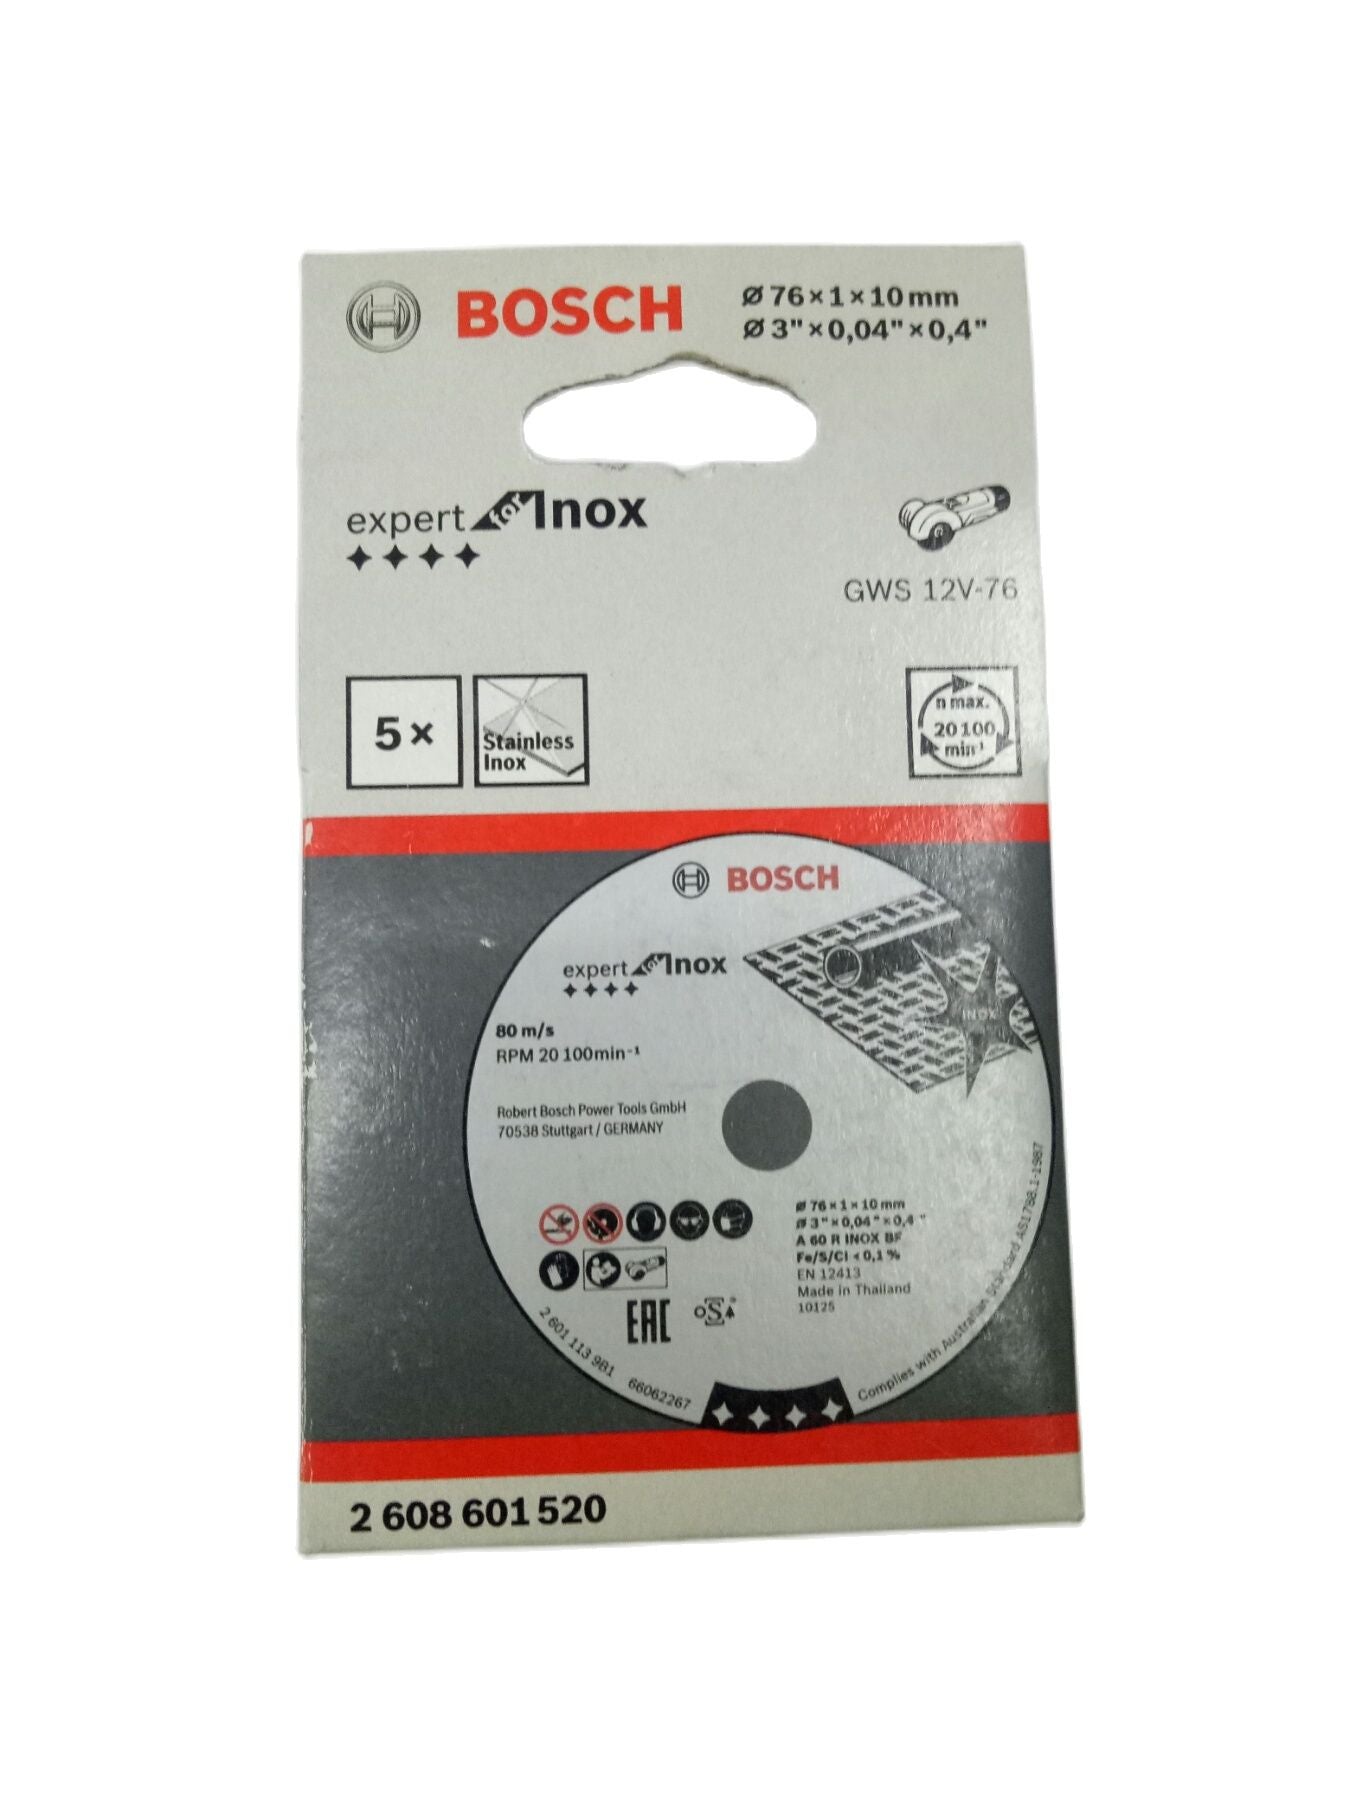 BOSCH
Ø 76 × 1 × 10 mm
Ø 3" × 0,04" × 0,4"
expert for Inox
GWS 12V-76
5 ×
Stainless
Inox
n max.
20 100
min⁻¹
BOSCH
expert for Inox
INOX
80 m/s
RPM 20 100min⁻¹
Robert Bosch Power Tools GmbH
70538 Stuttgart / GERMANY
Ø 76 × 1 × 10 mm
Ø 3" × 0,04" × 0,4"
A 60 R INOX BF
Fe/S/Cl < 0,1 %
EN 12413
Made in Thailand
10125
EAC
oSa
2 601 113 9B1
66062267
Complies with Australian Standard AS1788.1-1987
2 608 601 520